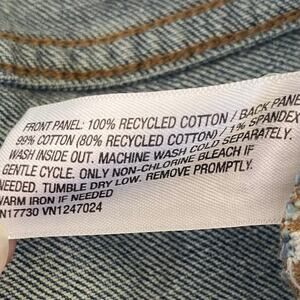 FRONT PANEL: 100% RECYCLED COTTON / BACK PANE
99% COTTON (80% RECYCLED COTTON) / 1% SPANDEX
WASH INSIDE OUT. MACHINE WASH COLD SEPARATELY.
GENTLE CYCLE. ONLY NON-CHLORINE BLEACH IF
NEEDED. TUMBLE DRY LOW. REMOVE PROMPTLY.
WARM IRON IF NEEDED
N17730 VN1247024